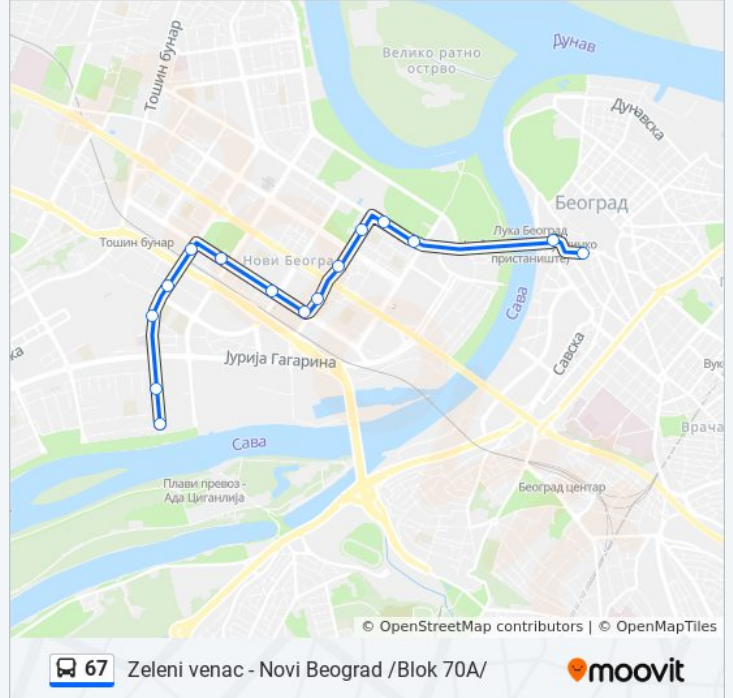 Дунав
Велико ратно
острво
Тошин бунар
Дунавска
Београд
Лука Београд
пристаниште)
Тошин бунар
Нови Београ
Сава
Савска
Јурија Гагарина
ка
Вук
Врача
Сава
Плави превоз -
Ада Циганлија
Београд центар
© OpenStreetMap contributors | © OpenMapTiles
67 Zeleni venac - Novi Beograd /Blok 70A/
moovit